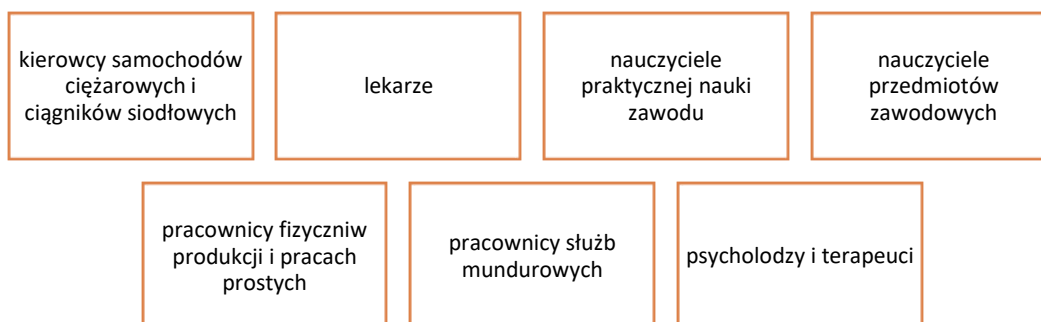 kierowcy samochodów
ciężarowych i
ciągników siodłowych
lekarze
nauczyciele
praktycznej nauki
zawodu
nauczyciele
przedmiotów
zawodowych
pracownicy fizyczniw
produkcji i pracach
prostych
pracownicy służb
mundurowych
psycholodzy i terapeuci